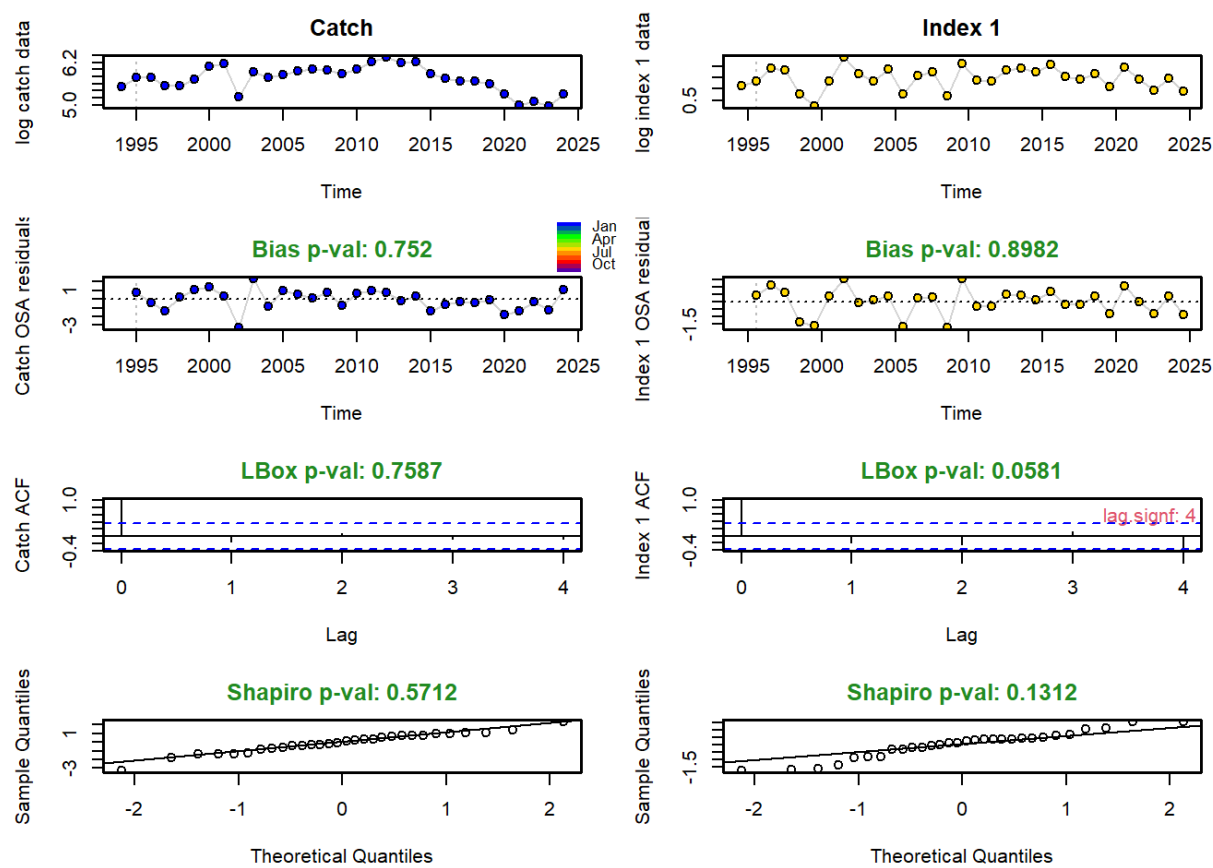 Catch
log catch data
6.2
5.0
1995 2000 2005 2010 2015 2020 2025
Time
Index 1
log index 1 data
0.5
1995 2000 2005 2010 2015 2020 2025
Time
Bias p-val: 0.752
Catch OSA residuals
1
-3
Jan
Apr
Jul
Oct
1995 2000 2005 2010 2015 2020 2025
Time
Bias p-val: 0.8982
Index 1 OSA residual
-1.5
1995 2000 2005 2010 2015 2020 2025
Time
LBox p-val: 0.7587
Catch ACF
1.0
-0.4
0 1 2 3 4
Lag
LBox p-val: 0.0581
Index 1 ACF
1.0
-0.4
lag.signf: 4
0 1 2 3 4
Lag
Shapiro p-val: 0.5712
Sample Quantiles
1
-3
-2 -1 0 1 2
Theoretical Quantiles
Shapiro p-val: 0.1312
Sample Quantiles
-1.5
-2 -1 0 1 2
Theoretical Quantiles